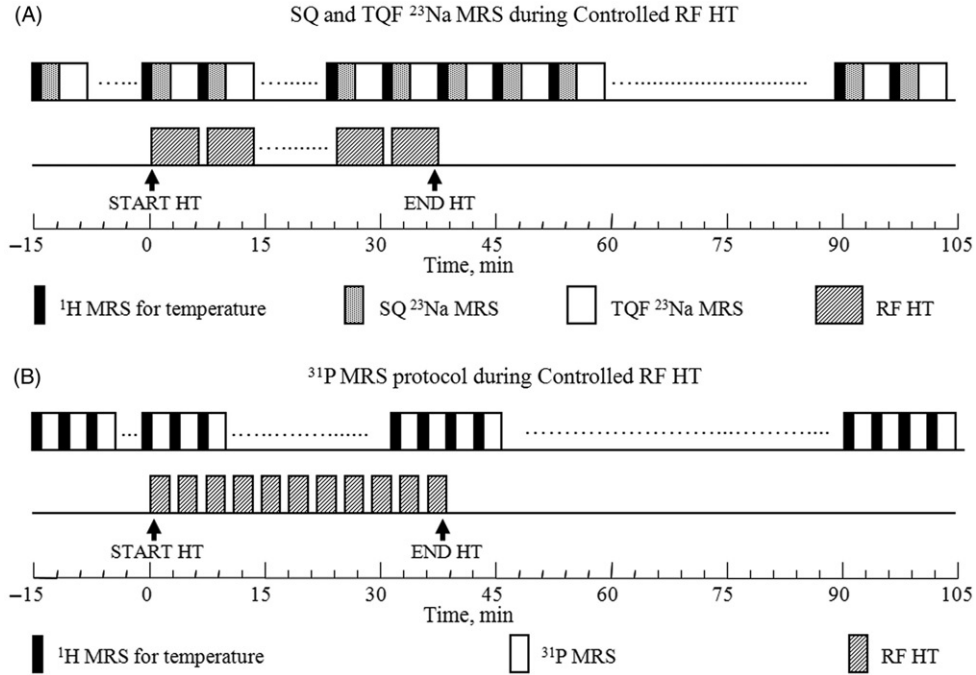 (A) SQ and TQF ²³Na MRS during Controlled RF HT
START HT END HT
–15 0 15 30 45 60 75 90 105
Time, min
¹H MRS for temperature SQ ²³Na MRS TQF ²³Na MRS RF HT
(B) ³¹P MRS protocol during Controlled RF HT
START HT END HT
–15 0 15 30 45 60 75 90 105
Time, min
¹H MRS for temperature ³¹P MRS RF HT